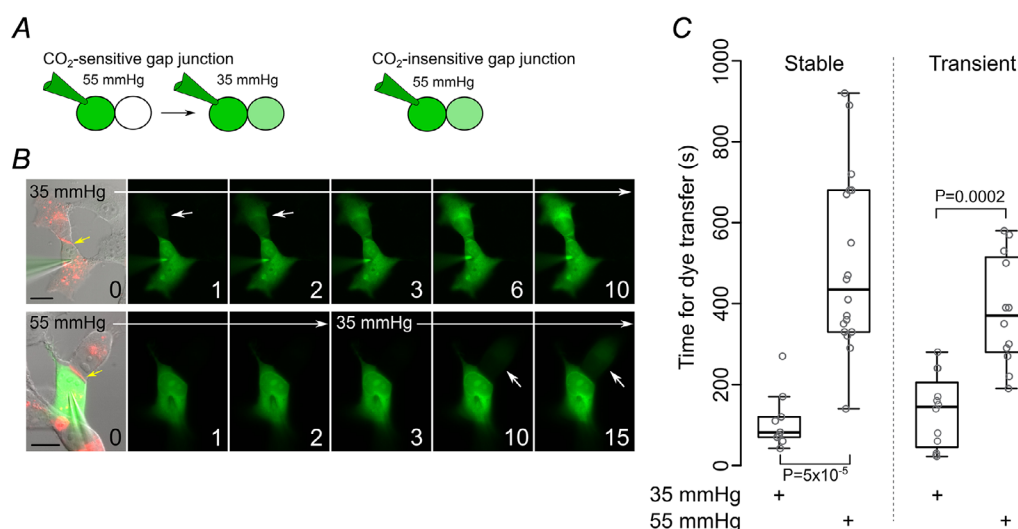 A
CO₂-sensitive gap junction
55 mmHg
35 mmHg
CO₂-insensitive gap junction
55 mmHg
B
35 mmHg
0
1
2
3
6
10
55 mmHg
35 mmHg
0
1
2
3
10
15
C
Stable
Transient
Time for dye transfer (s)
1000
800
600
400
200
0
P=0.0002
P=5x10⁻⁵
35 mmHg + +
55 mmHg + +